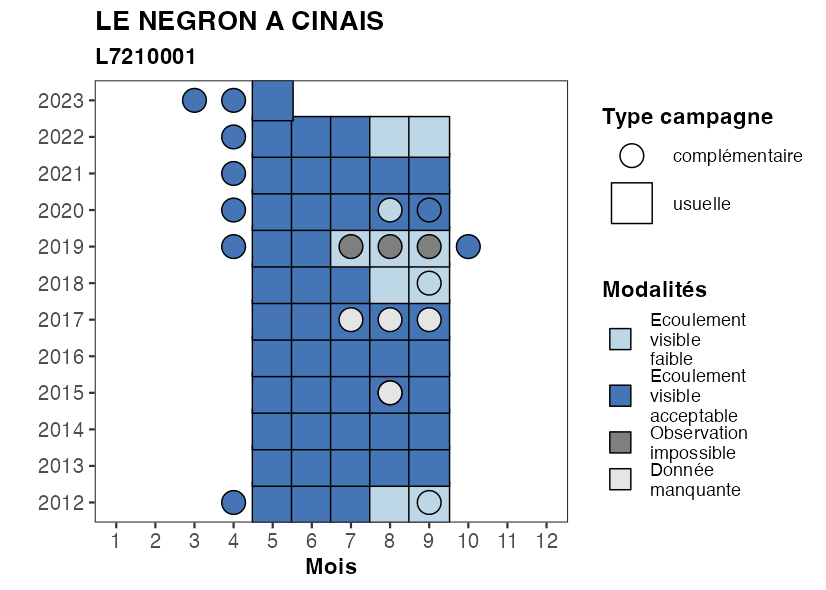 LE NEGRON A CINAIS
L7210001
2023
2022
2021
2020
2019
2018
2017
2016
2015
2014
2013
2012
1 2 3 4 5 6 7 8 9 10 11 12
Mois
Type campagne
complémentaire
usuelle
Modalités
Ecoulement
visible
faible
Ecoulement
visible
acceptable
Observation
impossible
Donnée
manquante